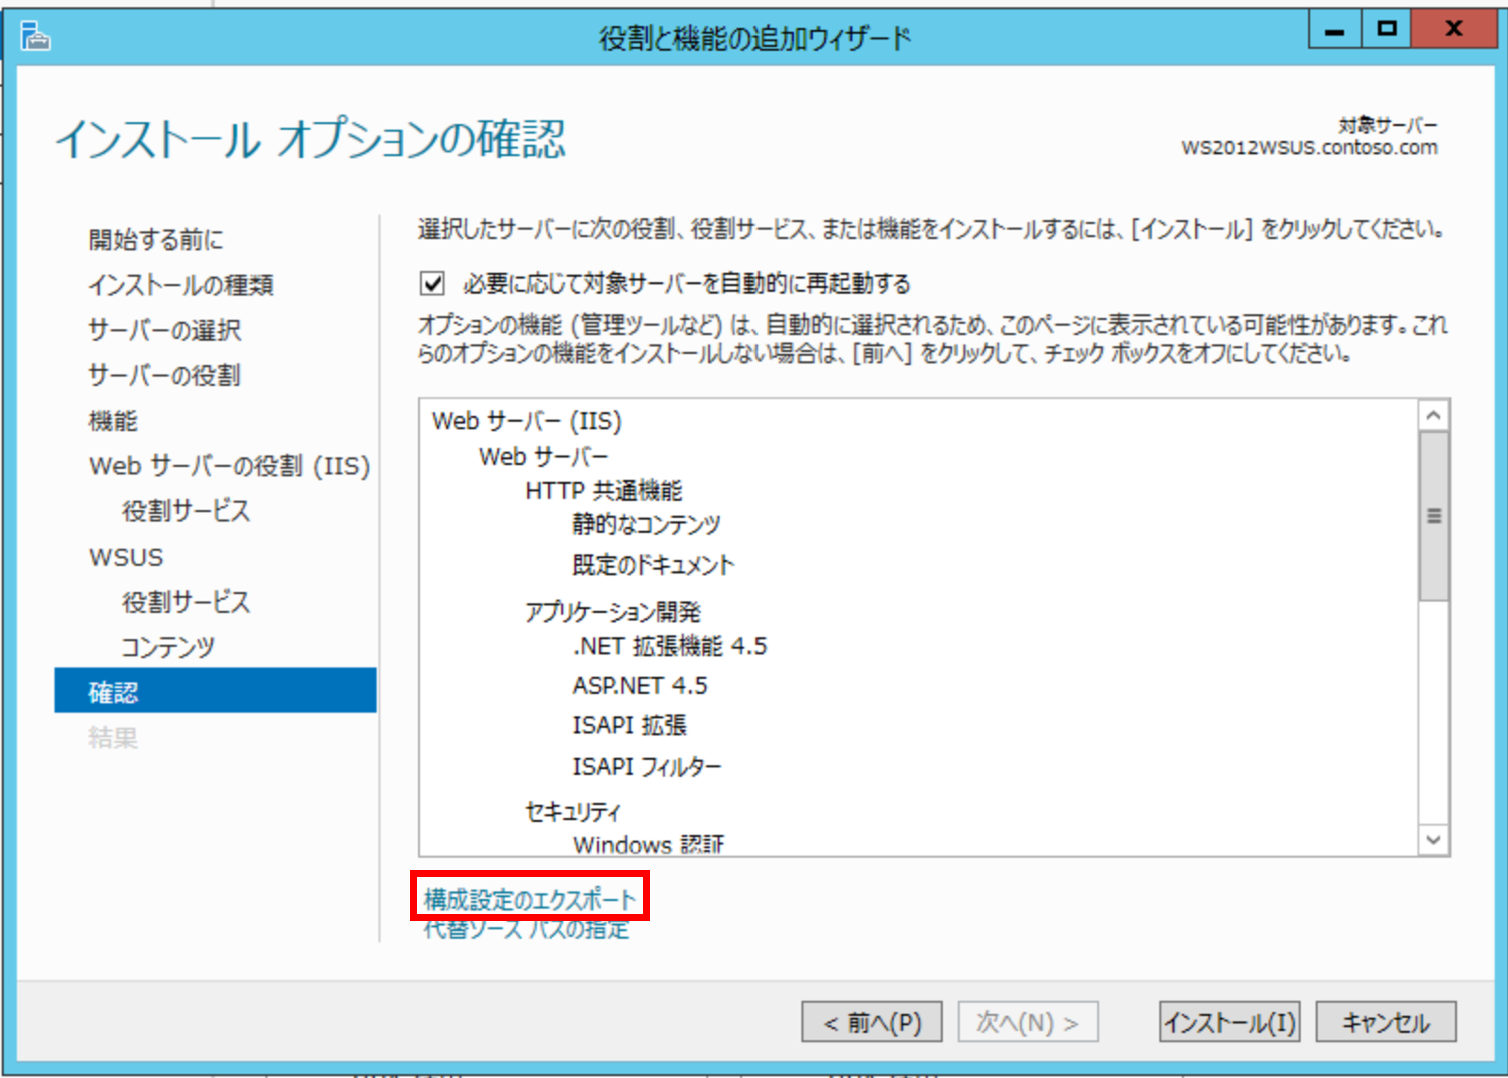 役割と機能の追加ウィザード
インストール オプションの確認
対象サーバー
WS2012WSUS.contoso.com
開始する前に
インストールの種類
サーバーの選択
サーバーの役割
機能
Web サーバーの役割 (IIS)
役割サービス
WSUS
役割サービス
コンテンツ
確認
結果
選択したサーバーに次の役割、役割サービス、または機能をインストールするには、[インストール] をクリックしてください。
必要に応じて対象サーバーを自動的に再起動する
オプションの機能 (管理ツールなど) は、自動的に選択されるため、このページに表示されている可能性があります。これ
らのオプションの機能をインストールしない場合は、[前へ] をクリックして、チェック ボックスをオフにしてください。
Web サーバー (IIS)
Web サーバー
HTTP 共通機能
静的なコンテンツ
既定のドキュメント
アプリケーション開発
.NET 拡張機能 4.5
ASP.NET 4.5
ISAPI 拡張
ISAPI フィルター
セキュリティ
Windows 認証
構成設定のエクスポート
代替ソース パスの指定
< 前へ(P)
次へ(N) >
インストール(I)
キャンセル